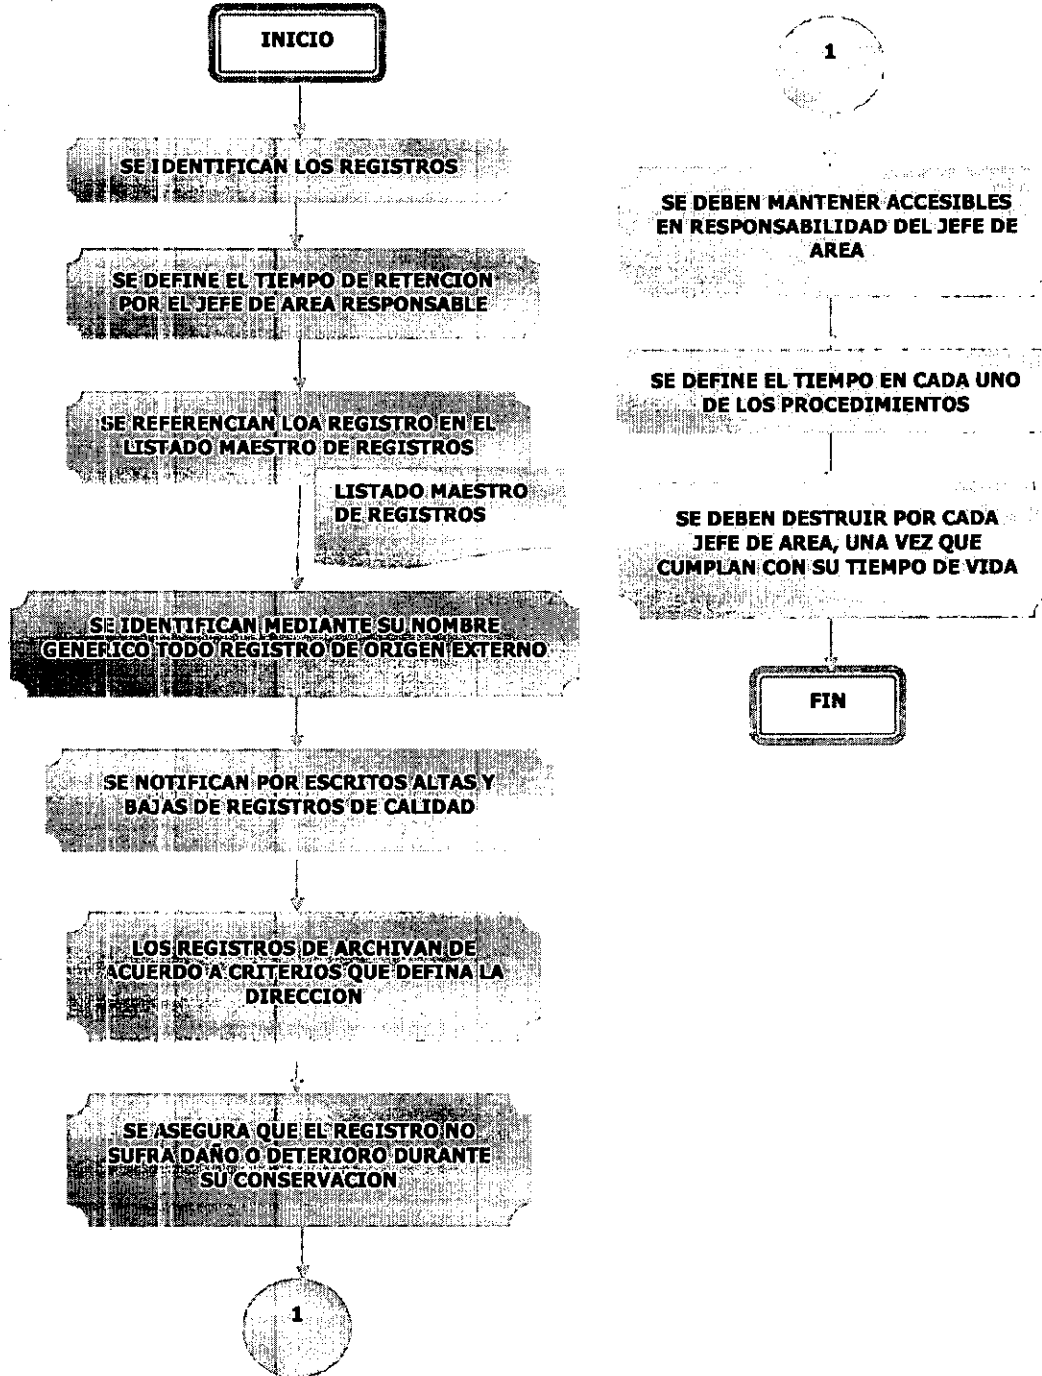 INICIO
SE IDENTIFICAN LOS REGISTROS
SE DEFINE EL TIEMPO DE RETENCION
POR EL JEFE DE AREA RESPONSABLE
SE REFERENCIAN LOA REGISTRO EN EL
LISTADO MAESTRO DE REGISTROS
LISTADO MAESTRO
DE REGISTROS
SE IDENTIFICAN MEDIANTE SU NOMBRE
GENERICO TODO REGISTRO DE ORIGEN EXTERNO
SE NOTIFICAN POR ESCRITOS ALTAS Y
BAJAS DE REGISTROS DE CALIDAD
LOS REGISTROS DE ARCHIVAN DE
ACUERDO A CRITERIOS QUE DEFINA LA
DIRECCION
SE ASEGURA QUE EL REGISTRO NO
SUFRA DAÑO O DETERIORO DURANTE
SU CONSERVACION
1
1
SE DEBEN MANTENER ACCESIBLES
EN RESPONSABILIDAD DEL JEFE DE
AREA
SE DEFINE EL TIEMPO EN CADA UNO
DE LOS PROCEDIMIENTOS
SE DEBEN DESTRUIR POR CADA
JEFE DE AREA, UNA VEZ QUE
CUMPLAN CON SU TIEMPO DE VIDA
FIN